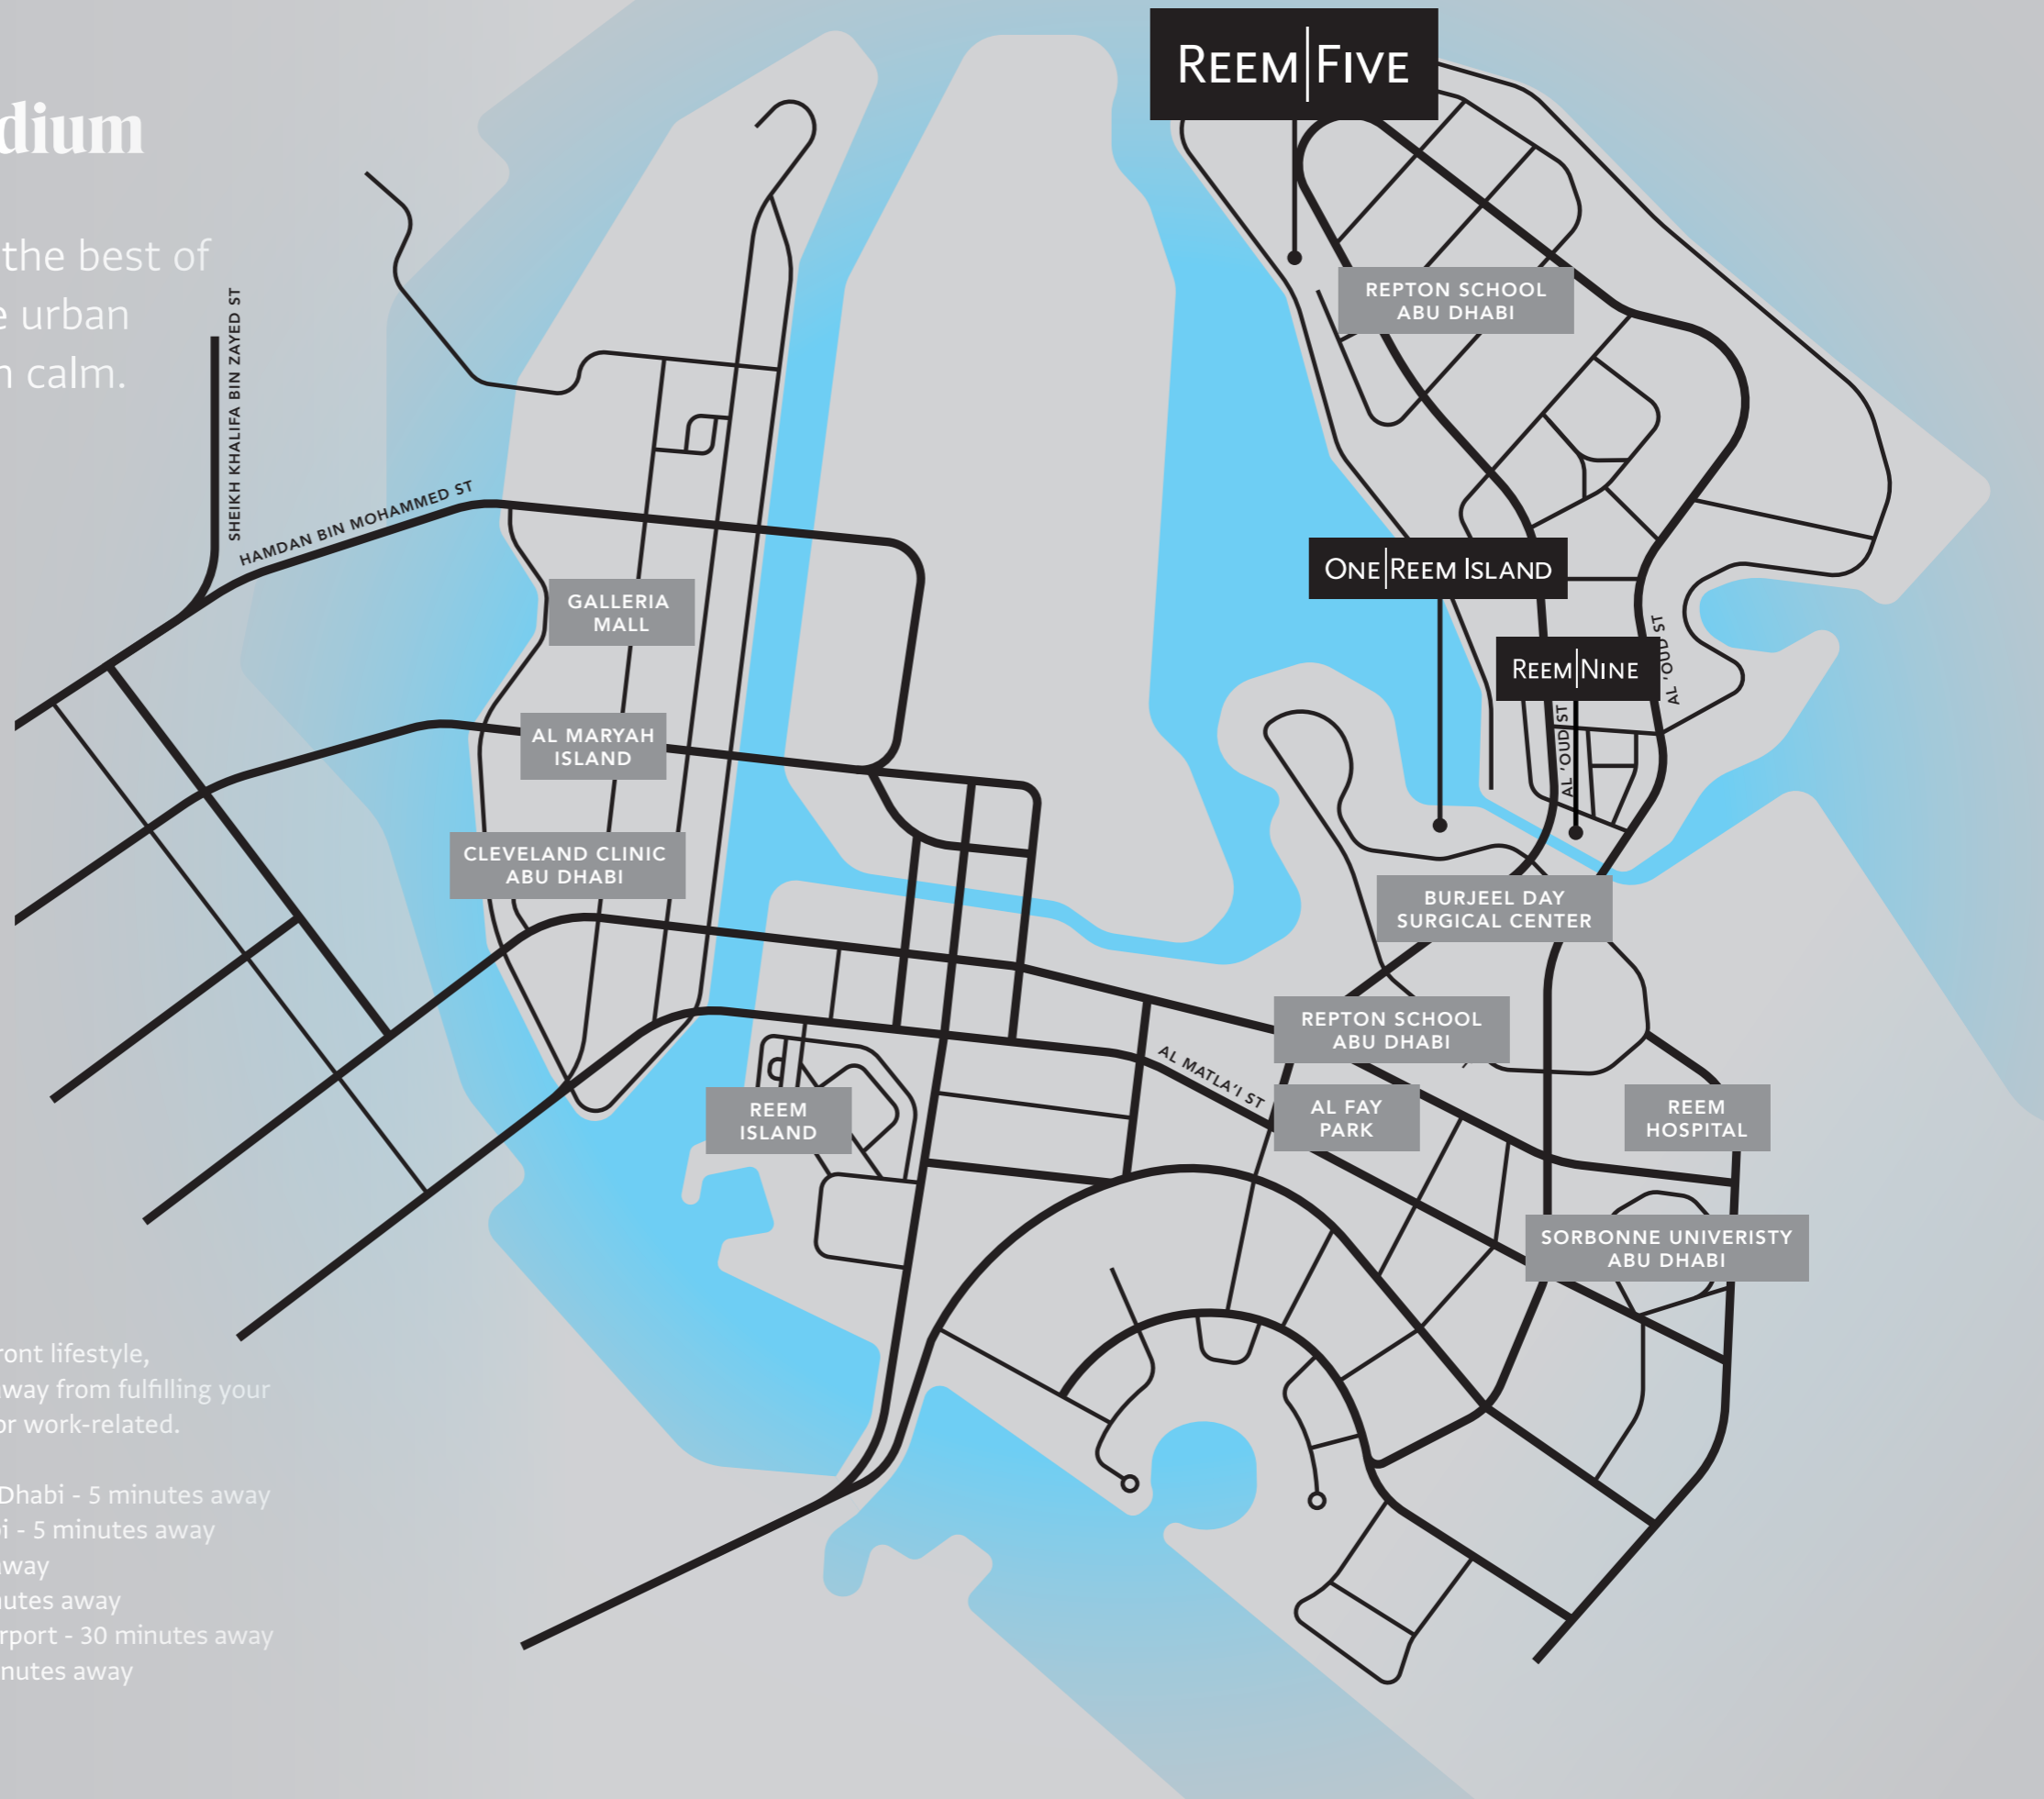 dium
the best of
e urban
n calm.
REEM|FIVE
REPTON SCHOOL
ABU DHABI
SHEIKH KHALIFA BIN ZAYED ST
HAMDAN BIN MOHAMMED ST
ONE|REEM ISLAND
GALLERIA
MALL
AL 'OUD ST
REEM|NINE
AL MARYAH
ISLAND
AL 'OUD ST
CLEVELAND CLINIC
ABU DHABI
BURJEEL DAY
SURGICAL CENTER
REPTON SCHOOL
ABU DHABI
AL MATLA'I ST
REEM
ISLAND
AL FAY
PARK
REEM
HOSPITAL
SORBONNE UNIVERISTY
ABU DHABI
ront lifestyle,
way from fulfilling your
or work-related.
Dhabi - 5 minutes away
bi - 5 minutes away
away
nutes away
rport - 30 minutes away
nutes away